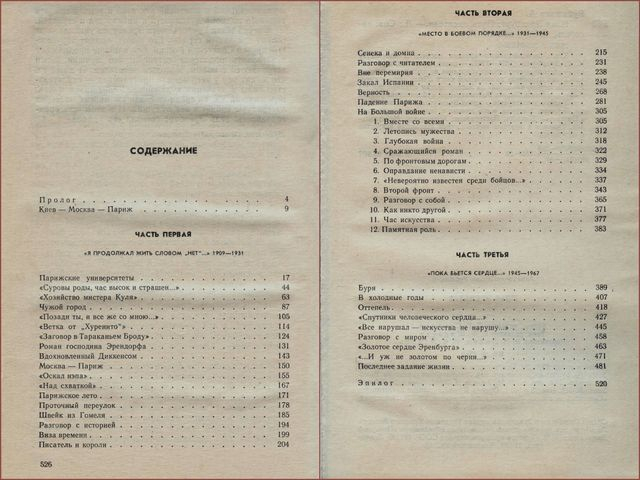 СОДЕРЖАНИЕ
Пролог 4
Киев — Москва — Париж 9
ЧАСТЬ ПЕРВАЯ
«Я ПРОДОЛЖАЛ ЖИТЬ СЛОВОМ „НЕТ"...» 1909—1931
Парижские университеты 17
«Суровы роды, час высок и страшен...» 44
«Хозяйство мистера Куля» 63
Чужой город 87
«Позади ты, и все же со мною...» 105
«Ветка от „Хуренито"» 114
«Заговор в Тараканьем Броду» 124
Роман господина Эрендорфа 131
Вдохновленный Диккенсом 143
Москва — Париж 150
«Оскал нэпа» 155
«Над схваткой» 167
Парижское лето 171
Проточный переулок 178
Швейк из Гомеля 185
Разговор с историей 194
Виза времени 199
Писатель и короли 204
526
ЧАСТЬ ВТОРАЯ
«МЕСТО В БОЕВОМ ПОРЯДКЕ...» 1931—1945
Сенека и домна 215
Разговор с читателем 231
Вне перемирия 238
Закал Испании 245
Верность 268
Падение Парижа 281
На Большой войне 305
1. Вместе со всеми 305
2. Летопись мужества 312
3. Глубокая война 318
4. Сражающийся роман 322
5. По фронтовым дорогам 329
6. Оправдание ненависти 334
7. «Невероятно известен среди бойцов...» 337
8. Второй фронт 343
9. Разговор с собой 365
10. Как никто другой 371
11. Час искусства 377
12. Памятная роль 383
ЧАСТЬ ТРЕТЬЯ
«ПОКА БЬЕТСЯ СЕРДЦЕ...» 1945—1967
Буря 389
В холодные годы 407
Оттепель 418
«Спутники человеческого сердца...» 427
«Все нарушал — искусства не нарушу...» 445
Разговор с миром 458
«Золотое сердце Эренбурга» 463
«...И уж не золотом по черни...» 471
Последнее задание жизни 481
Эпилог 520